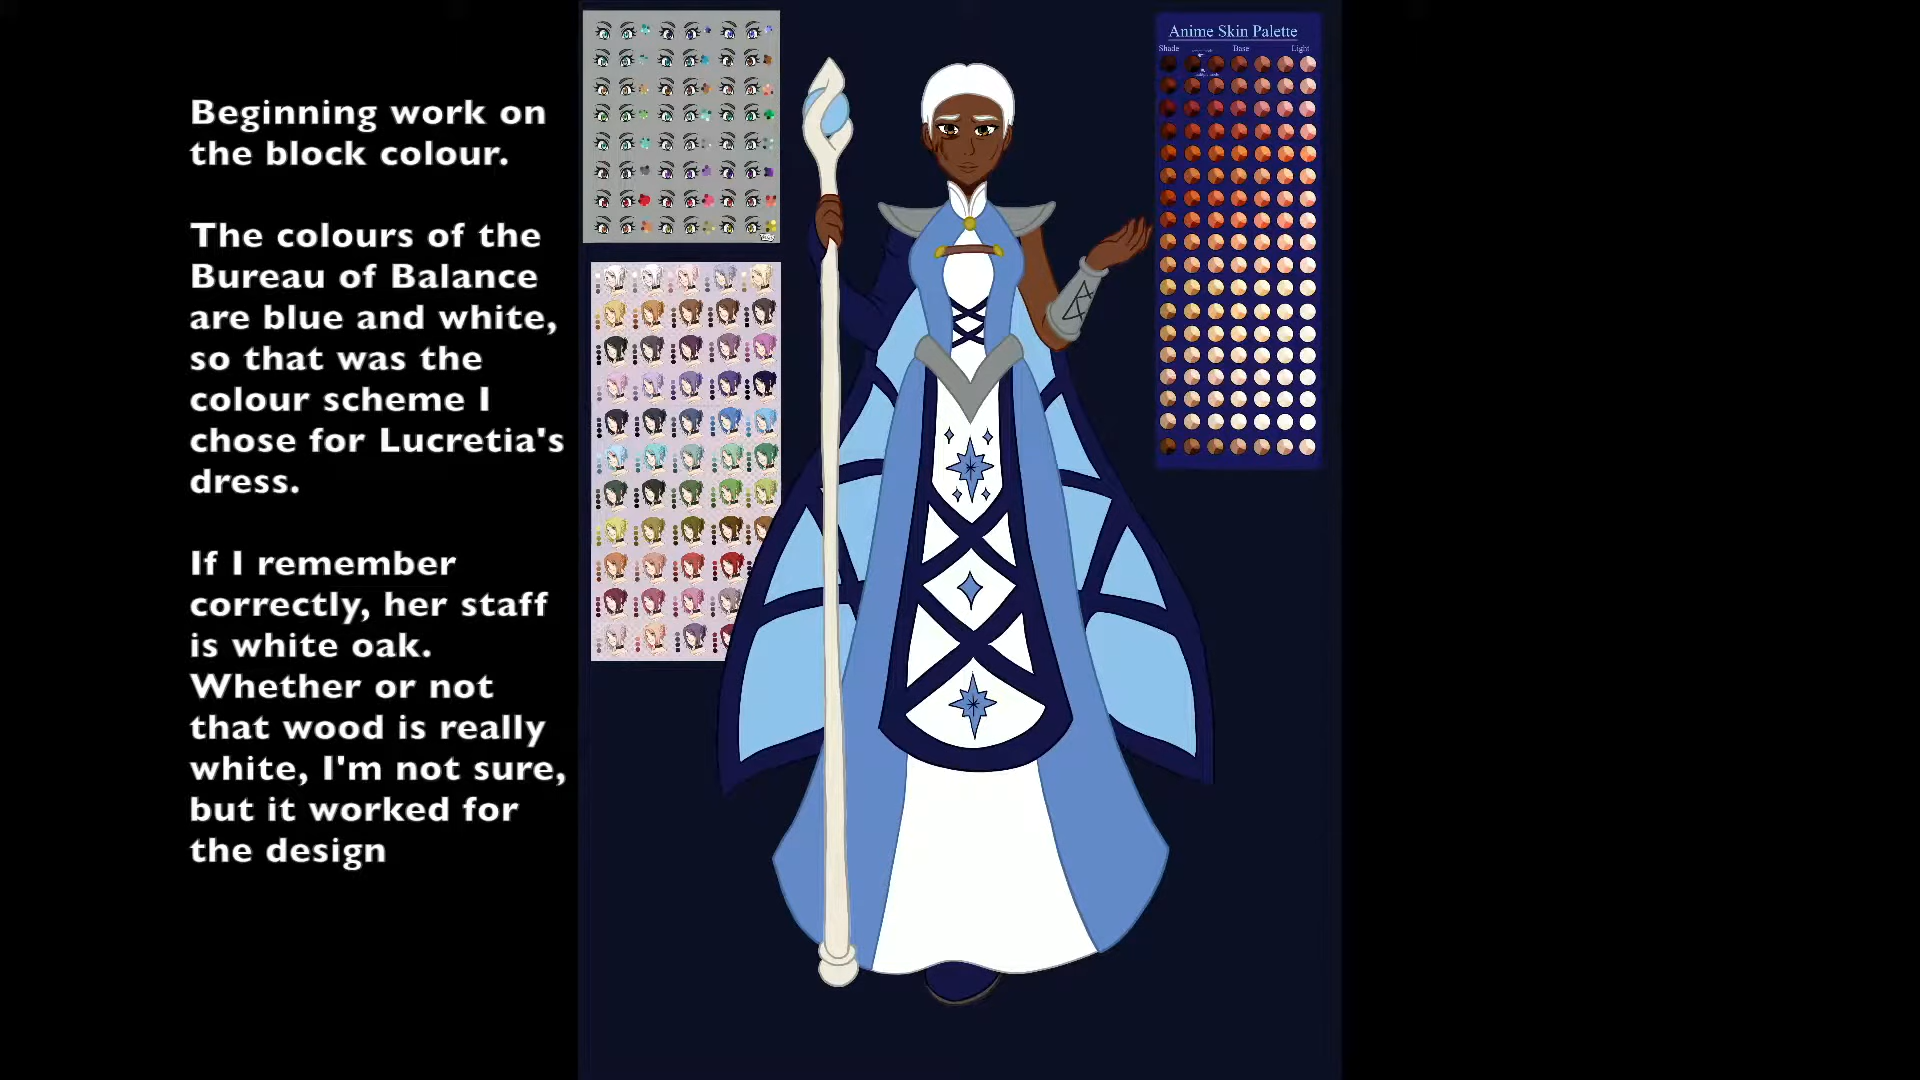 Beginning work on
the block colour.
The colours of the
Bureau of Balance
are blue and white,
so that was the
colour scheme I
chose for Lucretia's
dress.
If I remember
correctly, her staff
is white oak.
Whether or not
that wood is really
white, I'm not sure,
but it worked for
the design
Anime Skin Palette
Shade Base Light